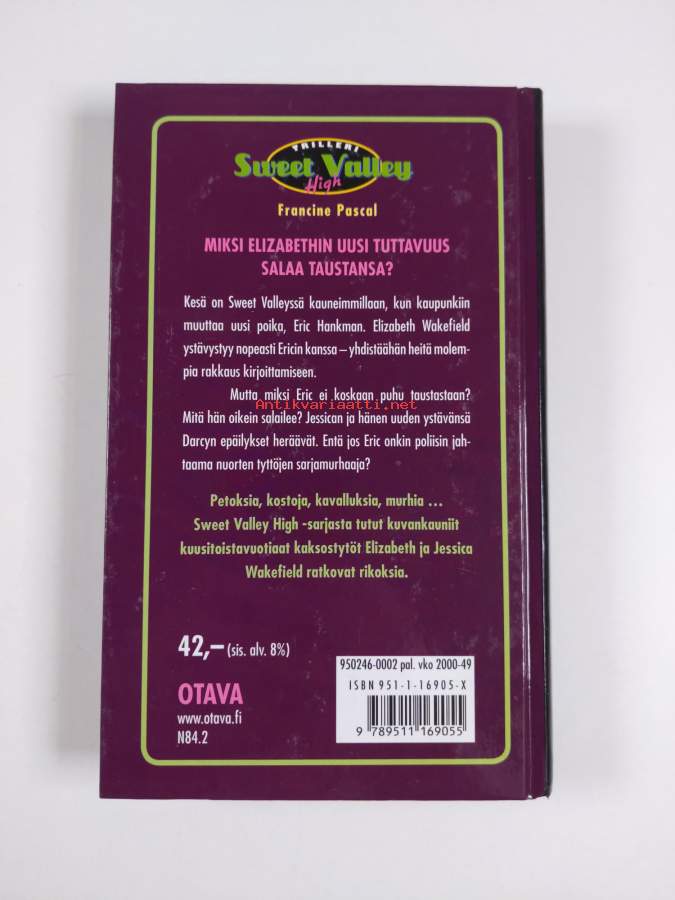 TRILLERI
Sweet Valley
High
Francine Pascal
MIKSI ELIZABETHIN UUSI TUTTAVUUS
SALAA TAUSTANSA?
Kesä on Sweet Valleyssä kauneimmillaan, kun kaupunkiin
muuttaa uusi poika, Eric Hankman. Elizabeth Wakefield
ystävystyy nopeasti Ericin kanssa – yhdistäähän heitä molem-
pia rakkaus kirjoittamiseen.
Mutta miksi Eric ei koskaan puhu taustastaan?
Antikvariaatti.net
Mitä hän oikein salailee? Jessican ja hänen uuden ystävänsä
Darcyn epäilykset heräävät. Entä jos Eric onkin poliisin jah-
taama nuorten tyttöjen sarjamurhaaja?
Petoksia, kostoja, kavalluksia, murhia ...
Sweet Valley High -sarjasta tutut kuvankauniit
kuusitoistavuotiaat kaksostytöt Elizabeth ja Jessica
Wakefield ratkovat rikoksia.
42,– (sis. alv. 8%)
950246-0002 pal. vko 2000-49
ISBN 951-1-16905-X
OTAVA
www.otava.fi
N84.2
9 789511 169055